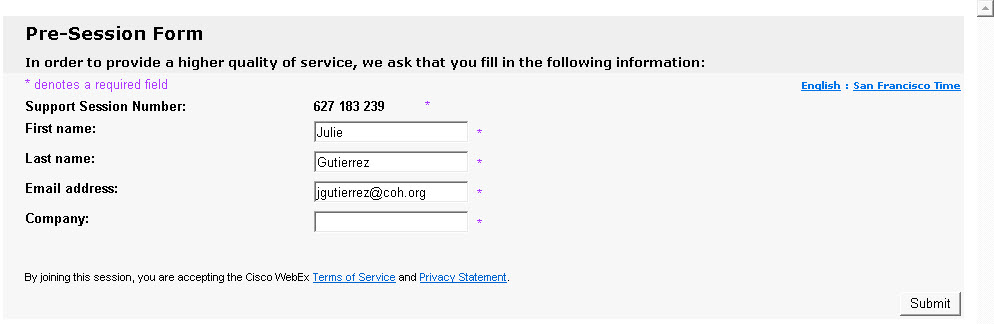 Pre-Session Form
In order to provide a higher quality of service, we ask that you fill in the following information:
* denotes a required field
English : San Francisco Time
Support Session Number: 627 183 239 *
First name: Julie *
Last name: Gutierrez *
Email address: jgutierrez@coh.org *
Company: *
By joining this session, you are accepting the Cisco WebEx Terms of Service and Privacy Statement.
Submit